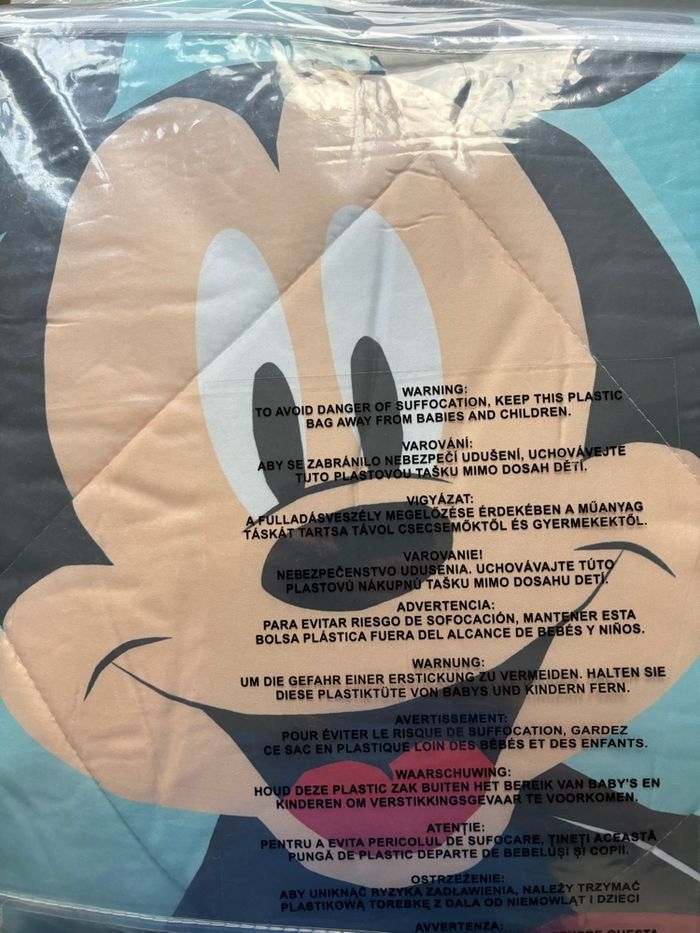 WARNING:
TO AVOID DANGER OF SUFFOCATION, KEEP THIS PLASTIC
BAG AWAY FROM BABIES AND CHILDREN.
VAROVÁNÍ:
ABY SE ZABRÁNILO NEBEZPEČÍ UDUŠENÍ, UCHOVÁVEJTE
TUTO PLASTOVOU TAŠKU MIMO DOSAH DĚTÍ.
VIGYÁZAT:
A FULLADÁSVESZÉLY MEGELŐZÉSE ÉRDEKÉBEN A MŰANYAG
TÁSKÁT TARTSA TÁVOL CSECSEMŐKTŐL ÉS GYERMEKEKTŐL.
VAROVANIE!
NEBEZPEČENSTVO UDUSENIA. UCHOVÁVAJTE TÚTO
PLASTOVÚ NÁKUPNÚ TAŠKU MIMO DOSAHU DETÍ.
ADVERTENCIA:
PARA EVITAR RIESGO DE SOFOCACIÓN, MANTENER ESTA
BOLSA PLÁSTICA FUERA DEL ALCANCE DE BEBÉS Y NIÑOS.
WARNUNG:
UM DIE GEFAHR EINER ERSTICKUNG ZU VERMEIDEN. HALTEN SIE
DIESE PLASTIKTÜTE VON BABYS UND KINDERN FERN.
AVERTISSEMENT:
POUR ÉVITER LE RISQUE DE SUFFOCATION, GARDEZ
CE SAC EN PLASTIQUE LOIN DES BÉBÉS ET DES ENFANTS.
WAARSCHUWING:
HOUD DEZE PLASTIC ZAK BUITEN HET BEREIK VAN BABY'S EN
KINDEREN OM VERSTIKKINGSGEVAAR TE VOORKOMEN.
ATENȚIE:
PENTRU A EVITA PERICOLUL DE SUFOCARE, ȚINEȚI ACEASTĂ
PUNGĂ DE PLASTIC DEPARTE DE BEBELUȘI ȘI COPII.
OSTRZEŻENIE:
ABY UNIKNĄĆ RYZYKA ZADŁAWIENIA, NALEŻY TRZYMAĆ
PLASTIKOWĄ TOREBKĘ Z DALA OD NIEMOWLĄT I DZIECI
AVVERTENZA:
QUESTA